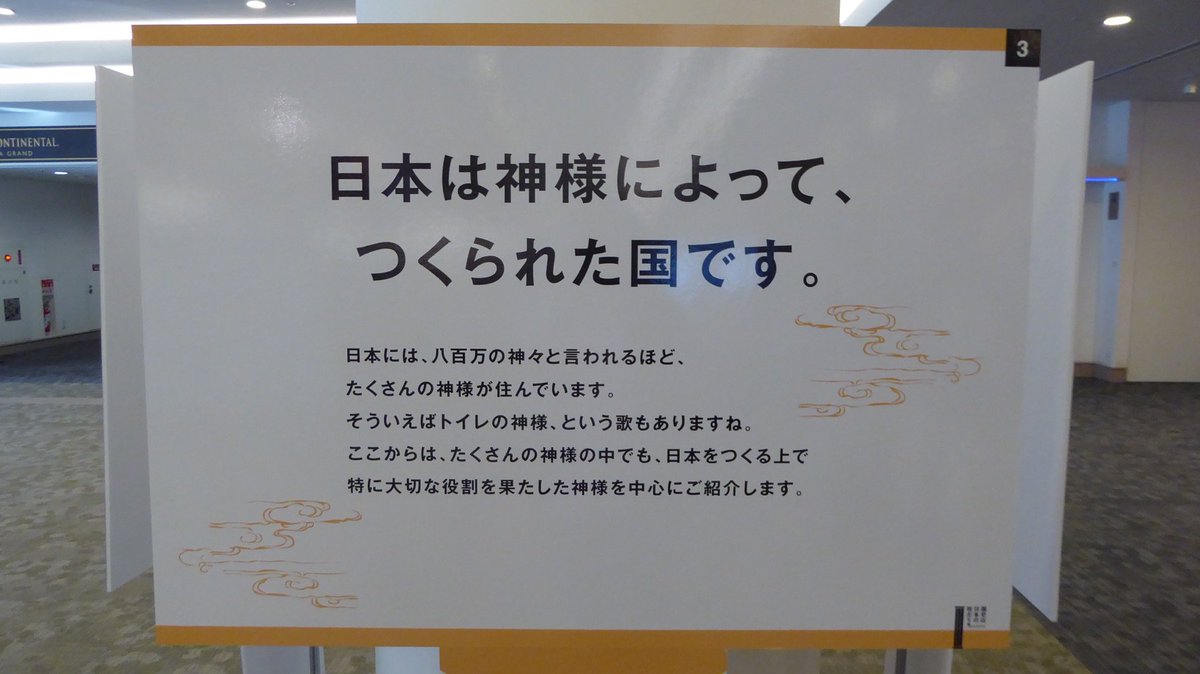 3
ONTINENTAL
A GRAND
日本は神様によって、
つくられた国です。
日本には、八百万の神々と言われるほど、
たくさんの神様が住んでいます。
そういえばトイレの神様、という歌もありますね。
ここからは、たくさんの神様の中でも、日本をつくる上で
特に大切な役割を果たした神様を中心にご紹介します。